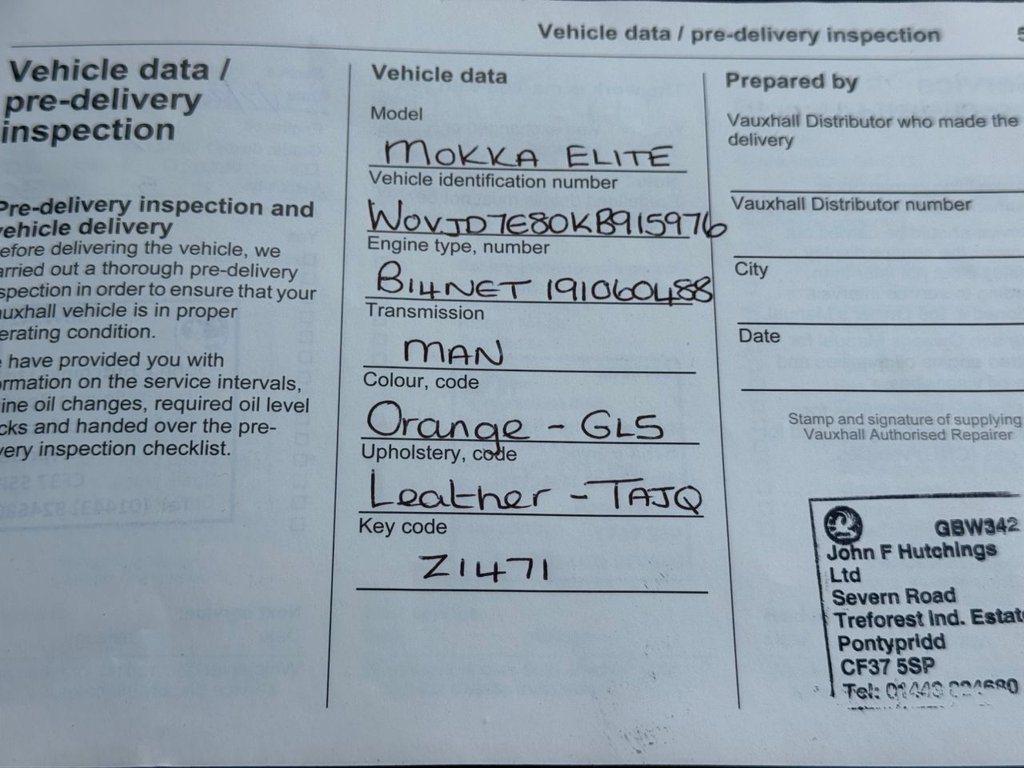 Vehicle data / pre-delivery inspection
Vehicle data /
pre-delivery
inspection
Pre-delivery inspection and
vehicle delivery
efore delivering the vehicle, we
arried out a thorough pre-delivery
spection in order to ensure that your
auxhall vehicle is in proper
erating condition.
have provided you with
ormation on the service intervals,
ine oil changes, required oil level
cks and handed over the pre-
very inspection checklist.
Vehicle data
Model
MOKKA ELITE
Vehicle identification number
WOVJD7E80KB915976
Engine type, number
B14NET 191060488
Transmission
MAN
Colour, code
Orange - GL5
Upholstery, code
Leather - TAJQ
Key code
Z1471
Prepared by
Vauxhall Distributor who made the
delivery
Vauxhall Distributor number
City
Date
Stamp and signature of supplying
Vauxhall Authorised Repairer
GBW342
John F Hutchings
Ltd
Severn Road
Treforest Ind. Estate
Pontypridd
CF37 5SP
Tel: 01443